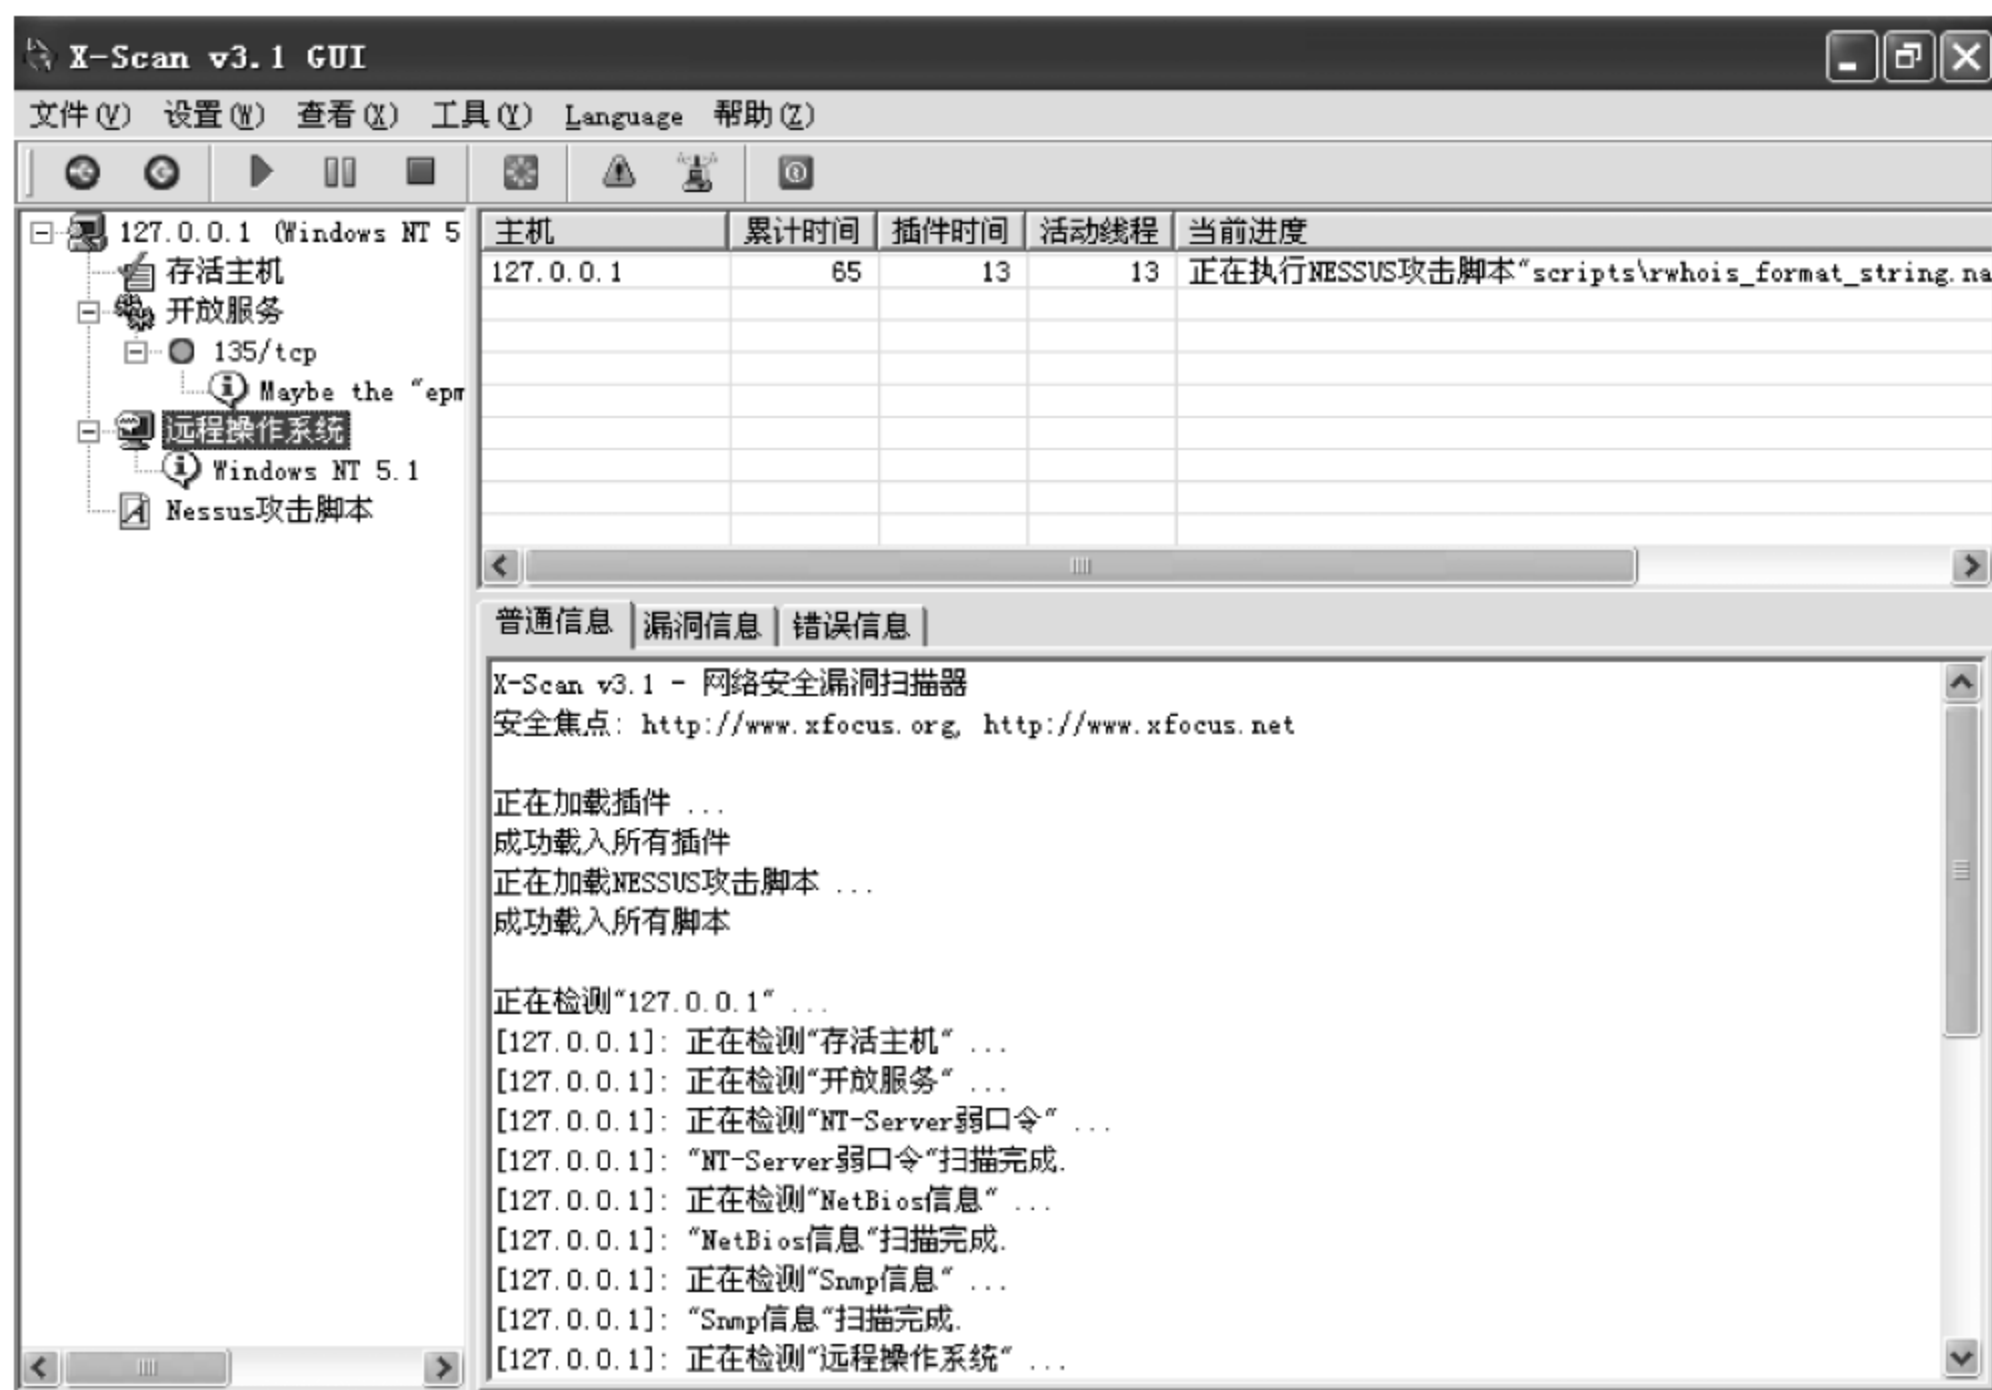 X-Scan v3.1 GUI
文件(V) 设置(W) 查看(X) 工具(Y) Language 帮助(Z)
127.0.0.1 (Windows NT 5
存活主机
开放服务
135/tcp
Maybe the "epm
远程操作系统
Windows NT 5.1
Nessus攻击脚本
主机 累计时间 插件时间 活动线程 当前进度
127.0.0.1 65 13 13 正在执行NESSUS攻击脚本"scripts\rwhois_format_string.na
普通信息 漏洞信息 错误信息
X-Scan v3.1 - 网络安全漏洞扫描器
安全焦点: http://www.xfocus.org, http://www.xfocus.net
正在加载插件 ...
成功载入所有插件
正在加载NESSUS攻击脚本 ...
成功载入所有脚本
正在检测"127.0.0.1" ...
[127.0.0.1]: 正在检测"存活主机" ...
[127.0.0.1]: 正在检测"开放服务" ...
[127.0.0.1]: 正在检测"NT-Server弱口令" ...
[127.0.0.1]: "NT-Server弱口令"扫描完成.
[127.0.0.1]: 正在检测"NetBios信息" ...
[127.0.0.1]: "NetBios信息"扫描完成.
[127.0.0.1]: 正在检测"Snmp信息" ...
[127.0.0.1]: "Snmp信息"扫描完成.
[127.0.0.1]: 正在检测"远程操作系统" ...